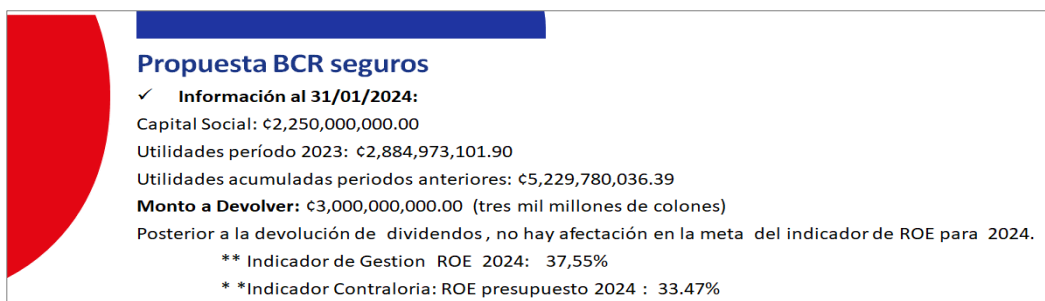 Propuesta BCR seguros
✓ Información al 31/01/2024:
Capital Social: ¢2,250,000,000.00
Utilidades período 2023: ¢2,884,973,101.90
Utilidades acumuladas periodos anteriores: ¢5,229,780,036.39
Monto a Devolver: ¢3,000,000,000.00 (tres mil millones de colones)
Posterior a la devolución de dividendos , no hay afectación en la meta del indicador de ROE para 2024.
** Indicador de Gestion ROE 2024: 37,55%
* *Indicador Contraloria: ROE presupuesto 2024 : 33.47%